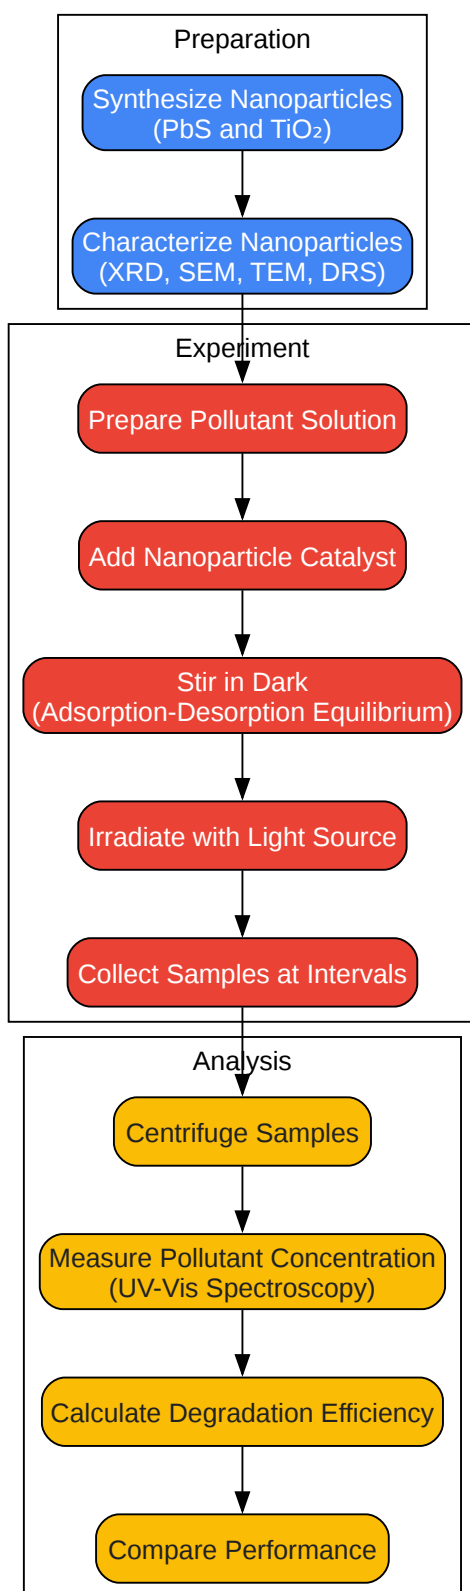 Preparation
Synthesize Nanoparticles
(PbS and TiO₂)
Characterize Nanoparticles
(XRD, SEM, TEM, DRS)
Experiment
Prepare Pollutant Solution
Add Nanoparticle Catalyst
Stir in Dark
(Adsorption-Desorption Equilibrium)
Irradiate with Light Source
Collect Samples at Intervals
Analysis
Centrifuge Samples
Measure Pollutant Concentration
(UV-Vis Spectroscopy)
Calculate Degradation Efficiency
Compare Performance